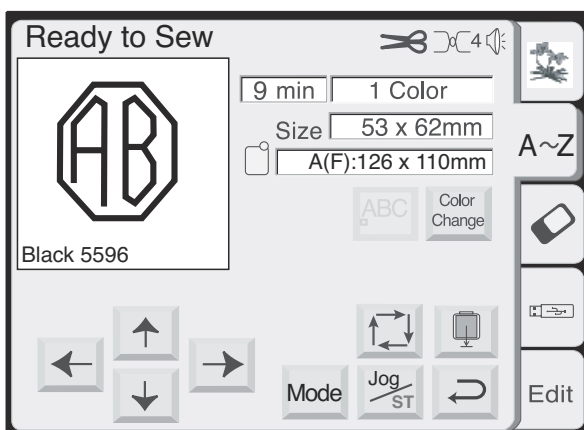 Ready to Sew
4
AB
Black 5596
9 min
1 Color
Size 53 x 62mm
A(F):126 x 110mm
ABC
Color
Change
Mode
Jog
ST
A~Z
Edit